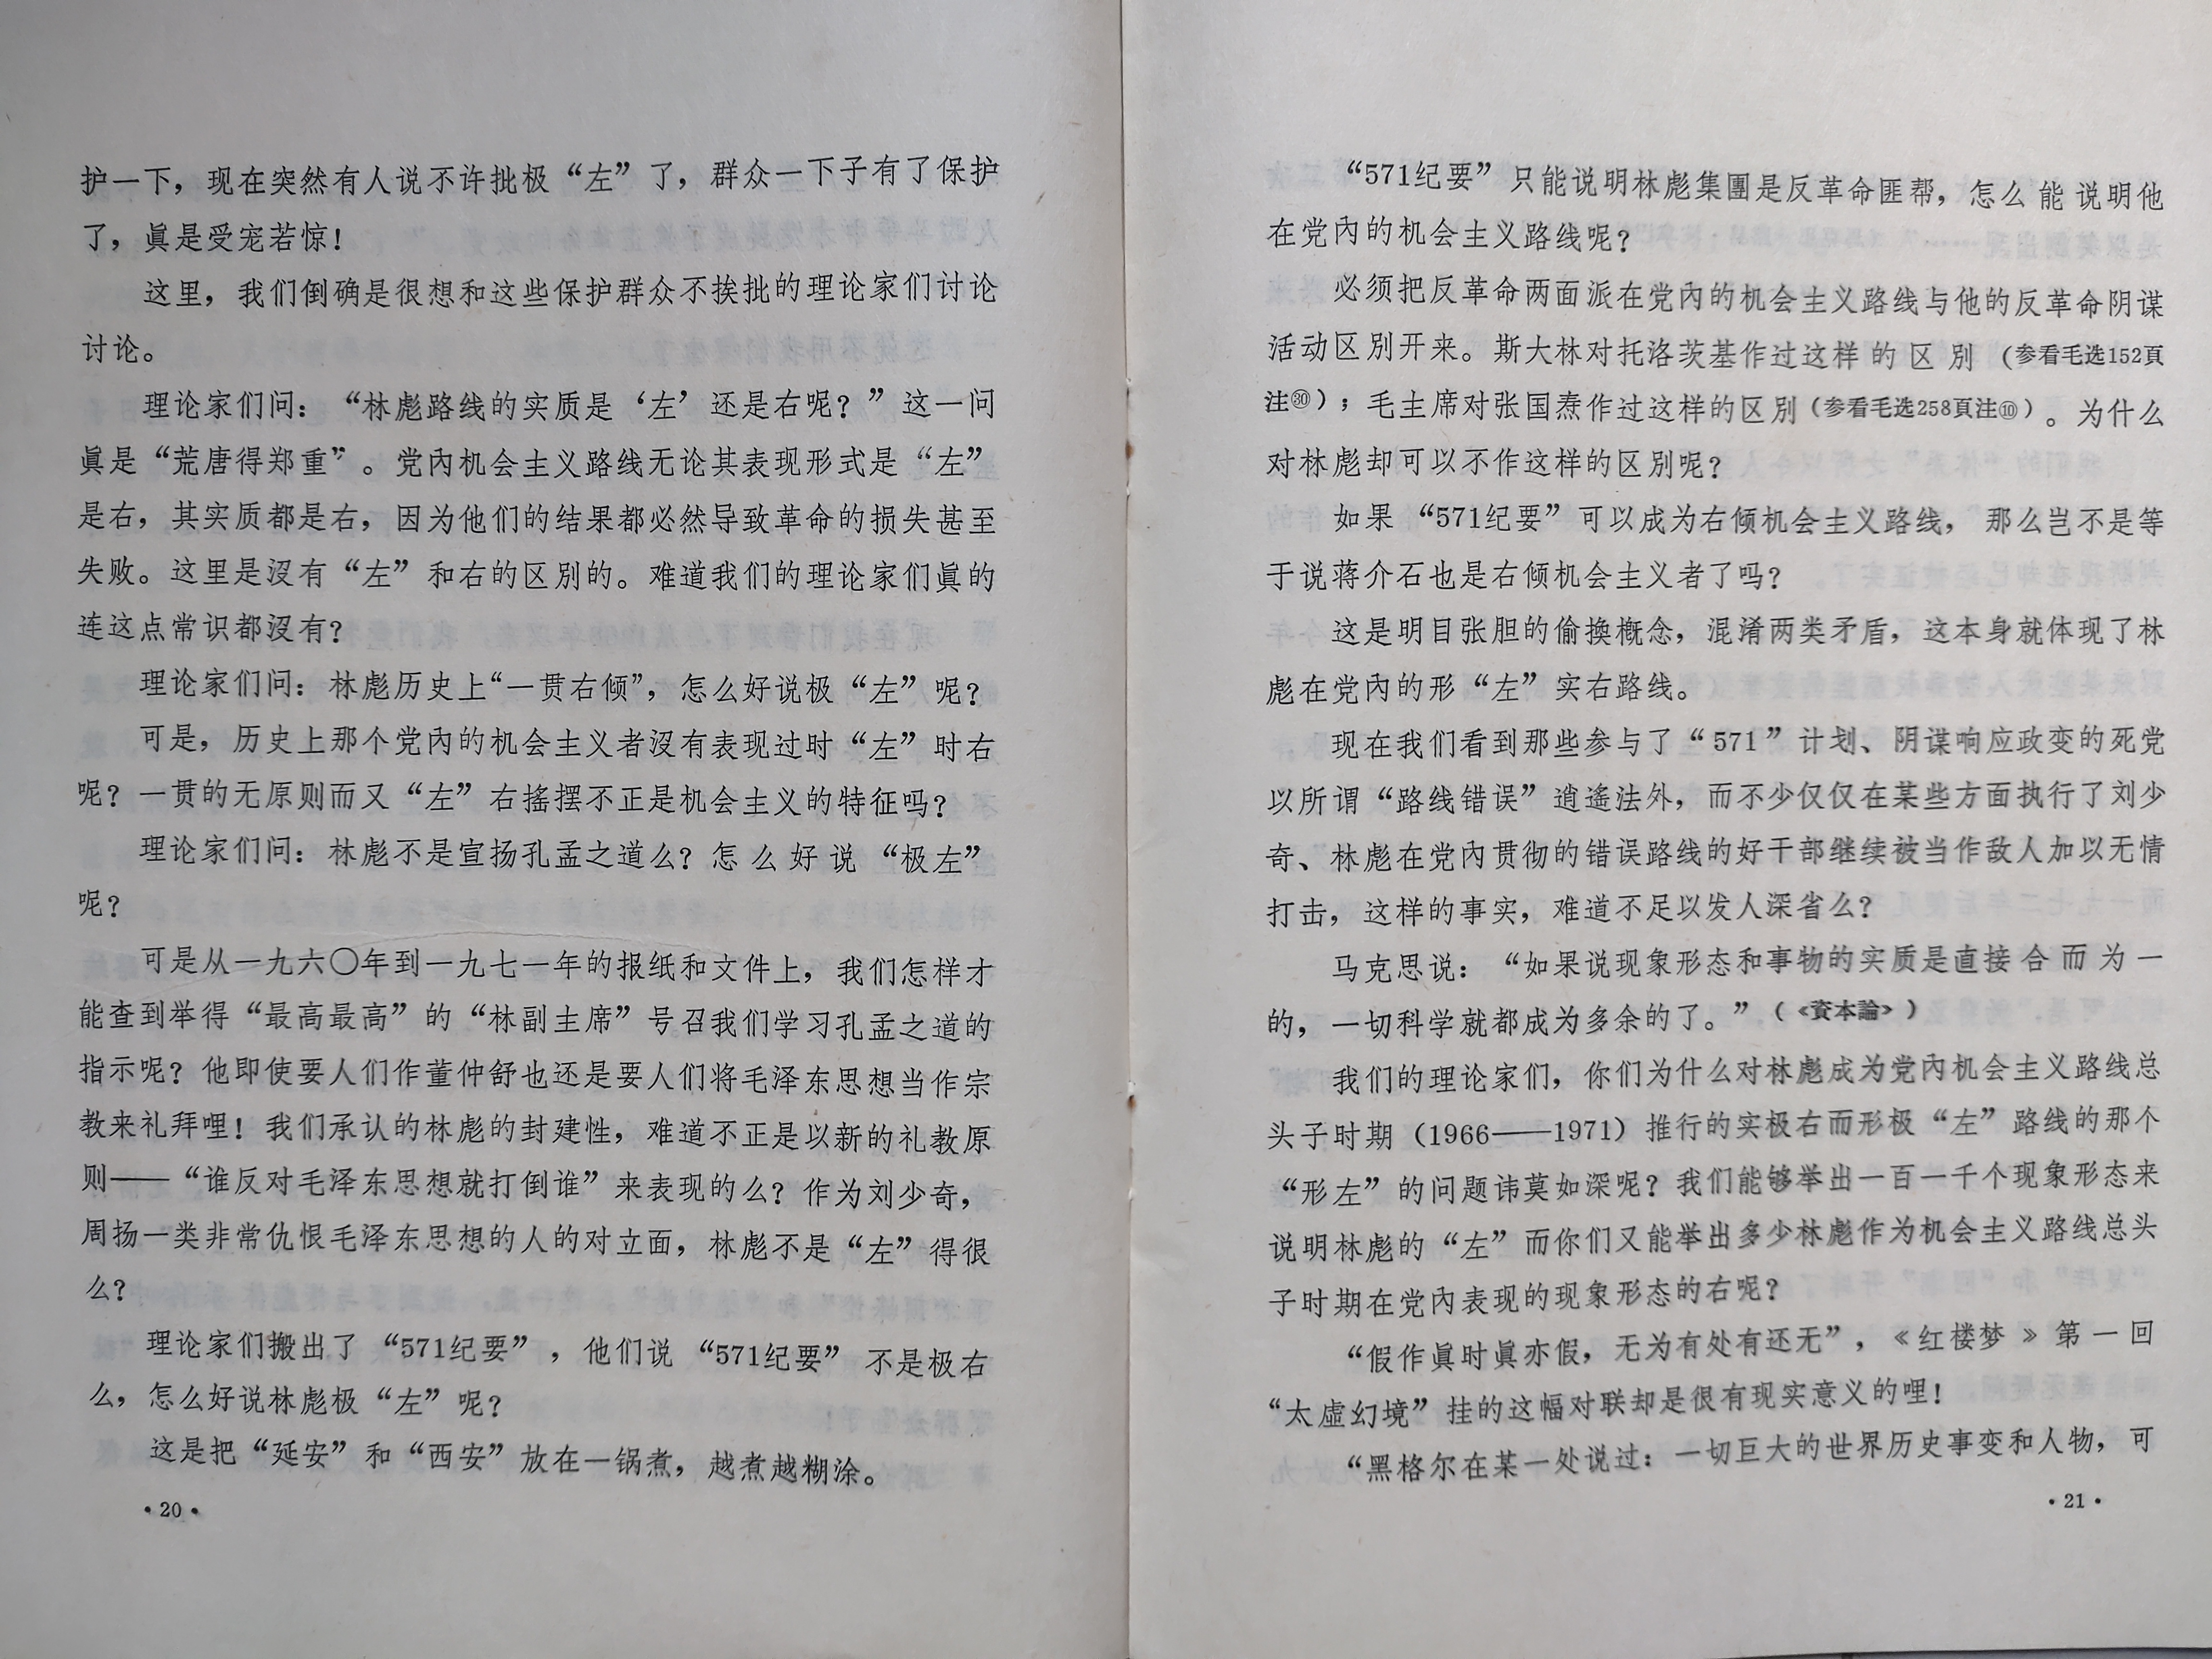 护一下，现在突然有人说不许批极“左”了，群众一下子有了保护
了，眞是受宠若惊！
这里，我们倒确是很想和这些保护群众不挨批的理论家们讨论
讨论。
理论家们问：“林彪路线的实质是‘左’还是右呢？”这一问
眞是“荒唐得郑重”。党內机会主义路线无论其表现形式是“左”
是右，其实质都是右，因为他们的结果都必然导致革命的损失甚至
失败。这里是沒有“左”和右的区別的。难道我们的理论家们眞的
连这点常识都沒有？
理论家们问：林彪历史上“一贯右倾”，怎么好说极“左”呢？
可是，历史上那个党內的机会主义者沒有表现过时“左”时右
呢？一贯的无原则而又“左”右搖摆不正是机会主义的特征吗？
理论家们问：林彪不是宣扬孔孟之道么？怎么好说“极左”
呢？
可是从一九六〇年到一九七一年的报纸和文件上，我们怎样才
能查到举得“最高最高”的“林副主席”号召我们学习孔孟之道的
指示呢？他即使要人们作董仲舒也还是要人们将毛泽东思想当作宗
教来礼拜哩！我们承认的林彪的封建性，难道不正是以新的礼教原
则——“谁反对毛泽东思想就打倒谁”来表现的么？作为刘少奇，
周扬一类非常仇恨毛泽东思想的人的对立面，林彪不是“左”得很
么？
理论家们搬出了“571纪要”，他们说“571纪要”不是极右
么，怎么好说林彪极“左”呢？
这是把“延安”和“西安”放在一锅煮，越煮越糊涂。
·20·
“571纪要”只能说明林彪集團是反革命匪帮，怎么能说明他
在党內的机会主义路线呢？
必须把反革命两面派在党內的机会主义路线与他的反革命阴谋
活动区別开来。斯大林对托洛茨基作过这样的区別（参看毛选152頁
注㉚）；毛主席对张国焘作过这样的区別（参看毛选258頁注⑩）。为什么
对林彪却可以不作这样的区別呢？
如果“571纪要”可以成为右倾机会主义路线，那么岂不是等
于说蒋介石也是右倾机会主义者了吗？
这是明目张胆的偷换槪念，混淆两类矛盾，这本身就体现了林
彪在党內的形“左”实右路线。
现在我们看到那些参与了“571”计划、阴谋响应政变的死党
以所谓“路线错误”逍遙法外，而不少仅仅在某些方面执行了刘少
奇、林彪在党內贯彻的错误路线的好干部继续被当作敌人加以无情
打击，这样的事实，难道不足以发人深省么？
马克思说：“如果说现象形态和事物的实质是直接合而为一
的，一切科学就都成为多余的了。”（《資本論》）
我们的理论家们，你们为什么对林彪成为党內机会主义路线总
头子时期（1966——1971）推行的实极右而形极“左”路线的那个
“形左”的问题讳莫如深呢？我们能够举出一百一千个现象形态来
说明林彪的“左”而你们又能举出多少林彪作为机会主义路线总头
子时期在党內表现的现象形态的右呢？
“假作眞时眞亦假，无为有处有还无”，《红楼梦》第一回
“太虛幻境”挂的这幅对联却是很有现实意义的哩！
“黑格尔在某一处说过：一切巨大的世界历史事变和人物，可
·21·